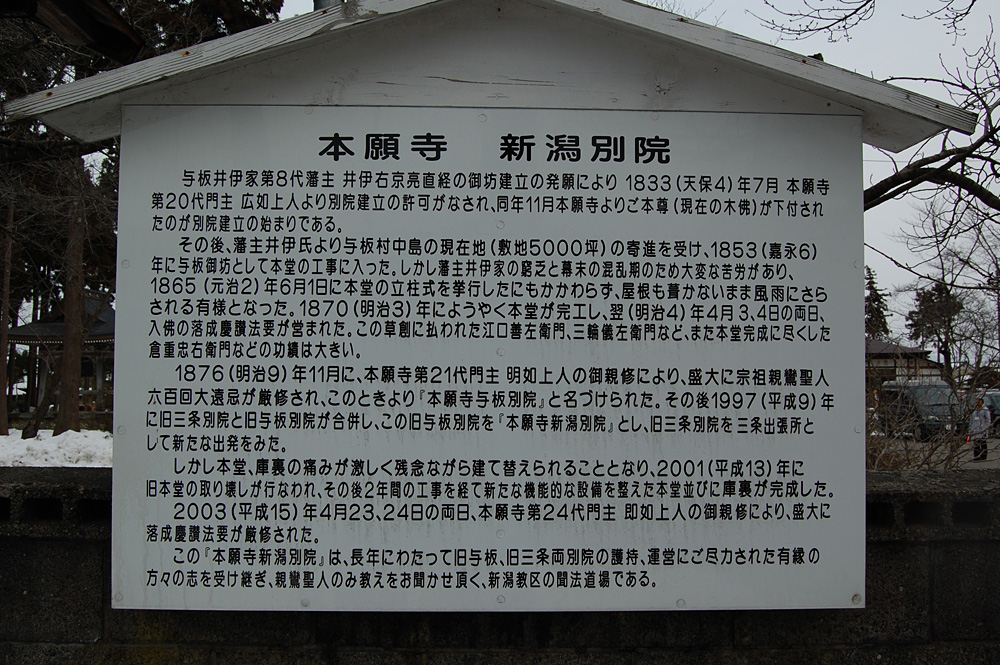 本願寺　新潟別院
与板井伊家第8代藩主 井伊右京亮直経の御坊建立の発願により 1833(天保4)年7月 本願寺
第20代門主 広如上人より別院建立の許可がなされ、同年11月本願寺よりご本尊(現在の木佛)が下付され
たのが別院建立の始まりである。
その後、藩主井伊氏より与板村中島の現在地(敷地5000坪)の寄進を受け、1853(嘉永6)
年に与板御坊として本堂の工事に入った。しかし藩主井伊家の窮乏と幕末の混乱期のため大変な苦労があり、
1865(元治2)年6月1日に本堂の立柱式を挙行したにもかかわらず、屋根も葺かないまま風雨にさら
される有様となった。1870(明治3)年にようやく本堂が完工し、翌(明治4)年4月3、4日の両日、
入佛の落成慶讃法要が営まれた。この草創に払われた江口善左衛門、三輪儀左衛門など、また本堂完成に尽くした
倉重忠右衛門などの功績は大きい。
1876(明治9)年11月に、本願寺第21代門主 明如上人の御親修により、盛大に宗祖親鸞聖人
六百回大遠忌が厳修され、このときより『本願寺与板別院』と名づけられた。その後1997(平成9)年
に旧三条別院と旧与板別院が合併し、この旧与板別院を『本願寺新潟別院』とし、旧三条別院を三条出張所と
して新たな出発をみた。
しかし本堂、庫裏の痛みが激しく残念ながら建て替えられることとなり、2001(平成13)年に
旧本堂の取り壊しが行なわれ、その後2年間の工事を経て新たな機能的な設備を整えた本堂並びに庫裏が完成した。
2003(平成15)年4月23、24日の両日、本願寺第24代門主 即如上人の御親修により、盛大に
落成慶讃法要が厳修された。
この『本願寺新潟別院』は、長年にわたって旧与板、旧三条両別院の護持、運営にご尽力された有縁の
方々の志を受け継ぎ、親鸞聖人のみ教えをお聞かせ頂く、新潟教区の聞法道場である。